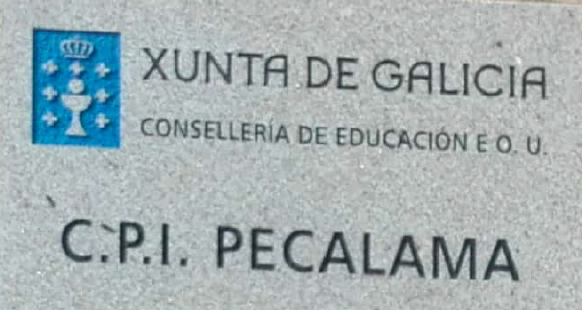 XUNTA DE GALICIA
CONSELLERÍA DE EDUCACIÓN E O. U.
C.P.I. PECALAMA